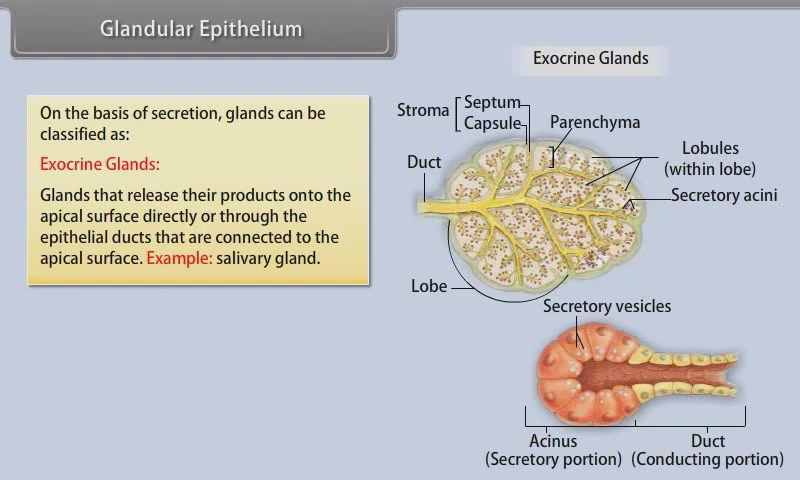 Glandular Epithelium
Exocrine Glands
On the basis of secretion, glands can be
classified as:
Exocrine Glands:
Glands that release their products onto the
apical surface directly or through the
epithelial ducts that are connected to the
apical surface. Example: salivary gland.
Stroma
Septum
Capsule
Parenchyma
Duct
Lobules
(within lobe)
Secretory acini
Lobe
Secretory vesicles
Acinus
(Secretory portion)
Duct
(Conducting portion)